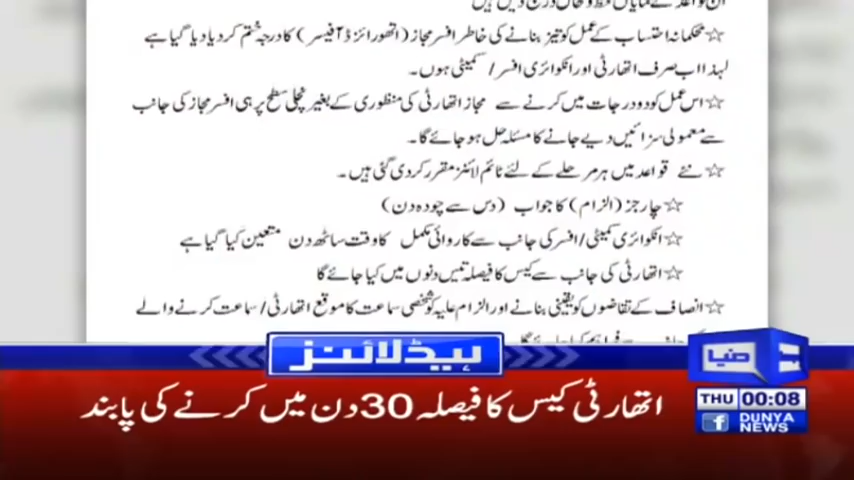 ☆محکمانہ احتساب کے عمل کو تیز بنانے کی خاطر افسر مجاز (اتھورائزڈ آفیسر) کا درجہ ختم کر دیا دیا گیا ہے
لہذا اب صرف اتھارٹی اور انکوائری افسر/ کمیٹی ہوں۔
☆اس عمل کو دو درجات میں کرنے سے مجاز اتھارٹی کی منظوری کے بغیر نچلی سطح پر ہی افسر مجاز کی جانب
سے معمولی سزائیں دیے جانے کا مسئلہ حل ہو جائے گا۔
☆نئے قواعد میں ہر مرحلے کے لئے ٹائم لائنز مقرر کر دی گئی ہیں۔
☆چارجز (الزام) کا جواب (دس سے چودہ دن)
☆انکوائری کمیٹی/افسر کی جانب سے کاروائی مکمل کا وقت ساٹھ دن متعین کیا گیا ہے
☆اتھارٹی کی جانب سے کیس کا فیصلہ تیس دنوں میں کیا جائے گا
☆انصاف کے تقاضوں کو یقینی بنانے اور الزام علیہ کو شخصی سماعت کا موقع اتھارٹی/سماعت کرنے والے
ہیڈلائنز
دنیا
اتھارٹی کیس کا فیصلہ 30 دن میں کرنے کی پابند
THU 00:08
f DUNYA NEWS